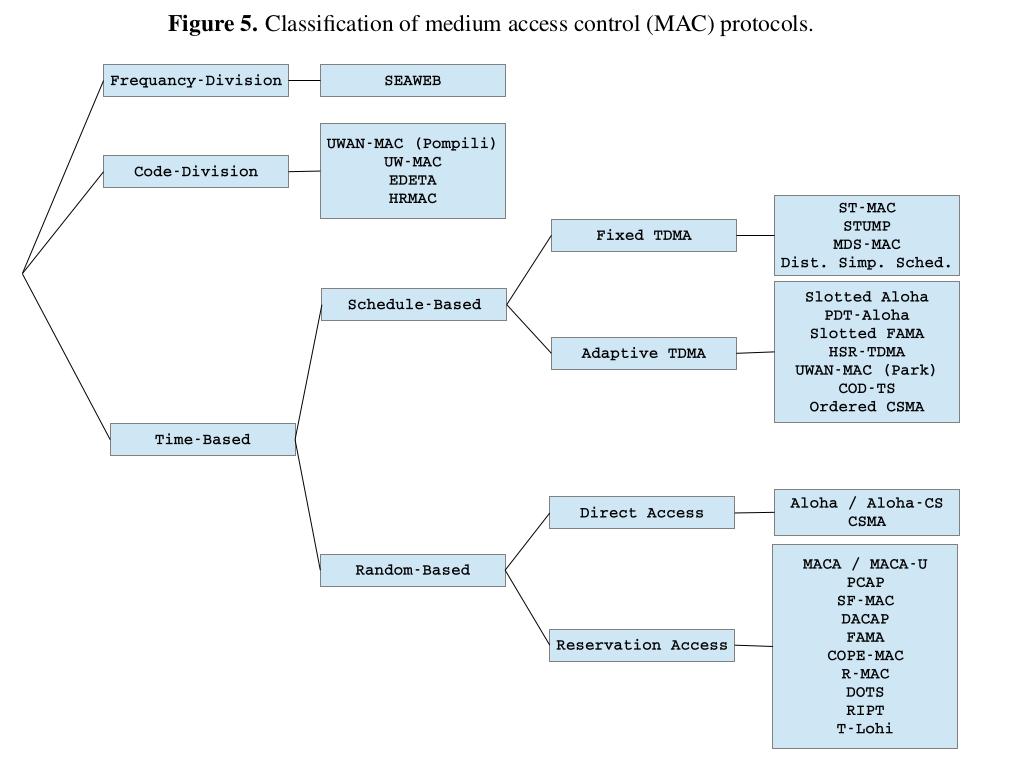 Figure 5. Classification of medium access control (MAC) protocols.
Frequancy-Division
SEAWEB
Code-Division
UWAN-MAC (Pompili)
UW-MAC
EDETA
HRMAC
Time-Based
Schedule-Based
Fixed TDMA
ST-MAC
STUMP
MDS-MAC
Dist. Simp. Sched.
Adaptive TDMA
Slotted Aloha
PDT-Aloha
Slotted FAMA
HSR-TDMA
UWAN-MAC (Park)
COD-TS
Ordered CSMA
Random-Based
Direct Access
Aloha / Aloha-CS
CSMA
Reservation Access
MACA / MACA-U
PCAP
SF-MAC
DACAP
FAMA
COPE-MAC
R-MAC
DOTS
RIPT
T-Lohi